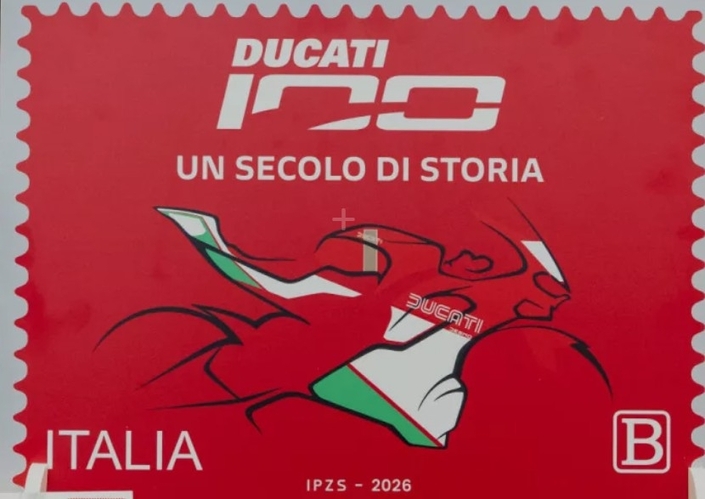 DUCATI
100
UN SECOLO DI STORIA
DUCATI
ITALIA
B
IPZS - 2026